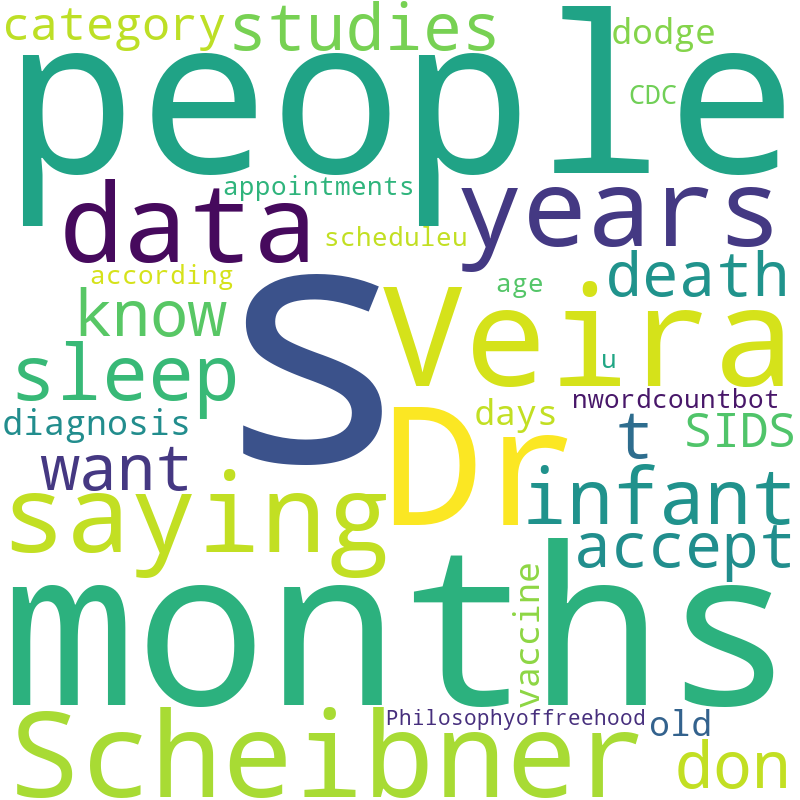 category studies dodge
people
CDC
appointments
data years
scheduleu
according death
know age
S Veira
sleep u
nwordcountbot
diagnosis Dr days t SIDS
want
saying infant
accept
months
vaccine
Philosophyoffreehood old
Scheibner don